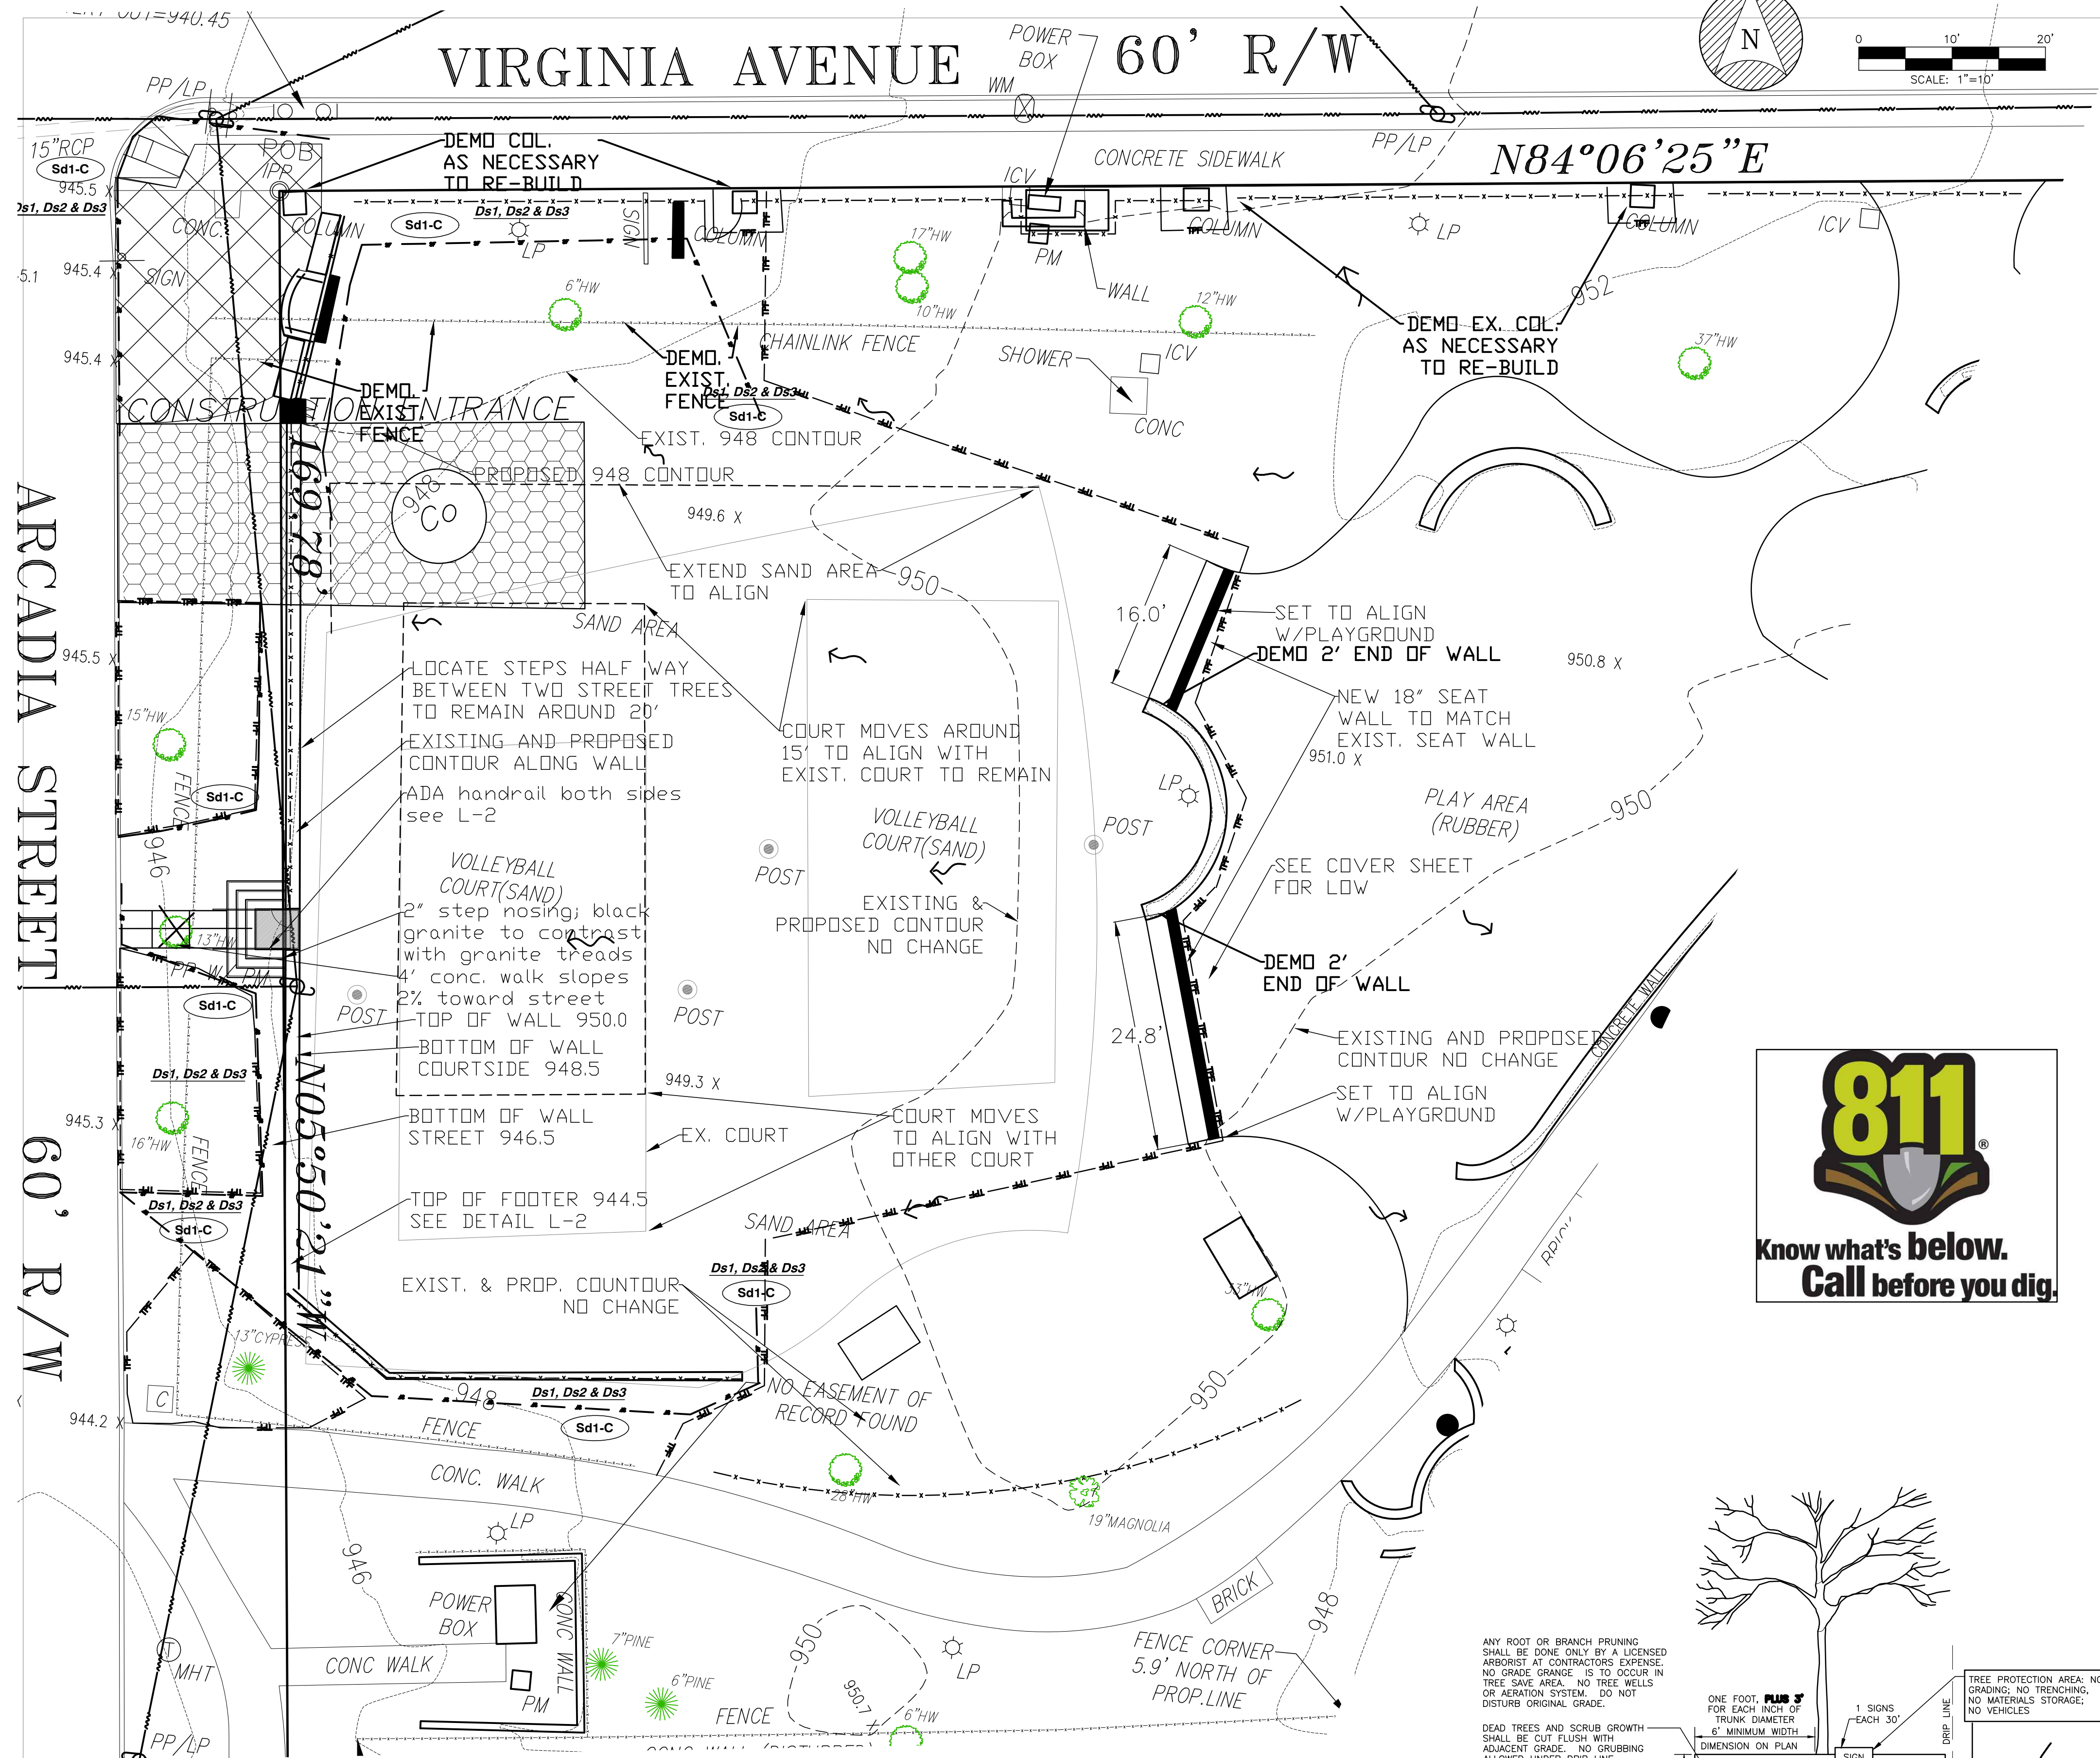 VIRGINIA AVENUE 60' R/W
POWER
BOX
WM
PP/LP
N
0 10' 20'
SCALE: 1"=10'
15"RCP
Sd1-C
945.5 X
Ds1, Ds2 & Ds3
POB
IPP
DEMO COL.
AS NECESSARY
TO RE-BUILD
CONCRETE SIDEWALK
PP/LP
N84°06'25"E
ICV
CONC.
COLUMN
Sd1-C
Ds1, Ds2 & Ds3
LP
SIGN
COLUMN
17"HW
10"HW
PM
WALL
COLUMN
12"HW
LP
COLUMN
ICV
952
945.4 X
SIGN
6"HW
945.4 X
DEMO.
EXIST.
FENCE
DEMO.
EXIST.
FENCE
CHAINLINK FENCE
SHOWER
ICV
CONC
DEMO EX. COL.
AS NECESSARY
TO RE-BUILD
37"HW
Ds1, Ds2 & Ds3
Sd1-C
CONSTRUCTION ENTRANCE
EXIST. 948 CONTOUR
PROPOSED 948 CONTOUR
948
Co
949.6 X
169.78'
EXTEND SAND AREA
TO ALIGN
950
SAND AREA
16.0'
SET TO ALIGN
W/PLAYGROUND
DEMO 2' END OF WALL
950.8 X
ARCADIA STREET 60' R/W
945.5 X
LOCATE STEPS HALF WAY
BETWEEN TWO STREET TREES
TO REMAIN AROUND 20'
EXISTING AND PROPOSED
CONTOUR ALONG WALL
ADA handrail both sides
see L-2
15"HW
FENCE
Sd1-C
946
COURT MOVES AROUND
15' TO ALIGN WITH
EXIST. COURT TO REMAIN
NEW 18" SEAT
WALL TO MATCH
EXIST. SEAT WALL
951.0 X
LP
PLAY AREA
(RUBBER)
950
VOLLEYBALL
COURT(SAND)
VOLLEYBALL
COURT(SAND)
POST
POST
SEE COVER SHEET
FOR LOW
2" step nosing; black
granite to contrast
with granite treads
4' conc. walk slopes
2% toward street
EXISTING &
PROPOSED CONTOUR
NO CHANGE
13"HW
PP W PM
Sd1-C
POST
POST
TOP OF WALL 950.0
BOTTOM OF WALL
COURTSIDE 948.5
949.3 X
24.8'
DEMO 2'
END OF WALL
CONCRETE WALL
EXISTING AND PROPOSED
CONTOUR NO CHANGE
SET TO ALIGN
W/PLAYGROUND
Ds1, Ds2 & Ds3
945.3 X
16"HW
FENCE
N05°50'21"W
BOTTOM OF WALL
STREET 946.5
EX. COURT
COURT MOVES
TO ALIGN WITH
OTHER COURT
811
®
Know what's below.
Call before you dig.
Ds1, Ds2 & Ds3
Sd1-C
TOP OF FOOTER 944.5
SEE DETAIL L-2
SAND AREA
Ds1, Ds2 & Ds3
Sd1-C
EXIST. & PROP. COUNTOUR
NO CHANGE
33"HW
BRICK
13"CYPRESS
C
944.2 X
948
Ds1, Ds2 & Ds3
Sd1-C
FENCE
NO EASEMENT OF
RECORD FOUND
950
CONC. WALK
28"HW
19"MAGNOLIA
LP
946
POWER
BOX
CONC WALL
MHT
CONC WALK
PM
7"PINE
6"PINE
950
950.7 X
LP
BRICK
948
FENCE CORNER
5.9' NORTH OF
PROP.LINE
FENCE
6"HW
PP/LP
ANY ROOT OR BRANCH PRUNING
SHALL BE DONE ONLY BY A LICENSED
ARBORIST AT CONTRACTORS EXPENSE.
NO GRADE GRANGE IS TO OCCUR IN
TREE SAVE AREA. NO TREE WELLS
OR AERATION SYSTEM. DO NOT
DISTURB ORIGINAL GRADE.
DEAD TREES AND SCRUB GROWTH
SHALL BE CUT FLUSH WITH
ADJACENT GRADE. NO GRUBBING
ONE FOOT, PLUS 3'
FOR EACH INCH OF
TRUNK DIAMETER
6' MINIMUM WIDTH
DIMENSION ON PLAN
1 SIGNS
EACH 30'
SIGN
DRIP LINE
TREE PROTECTION AREA: NO
GRADING; NO TRENCHING,
NO MATERIALS STORAGE;
NO VEHICLES